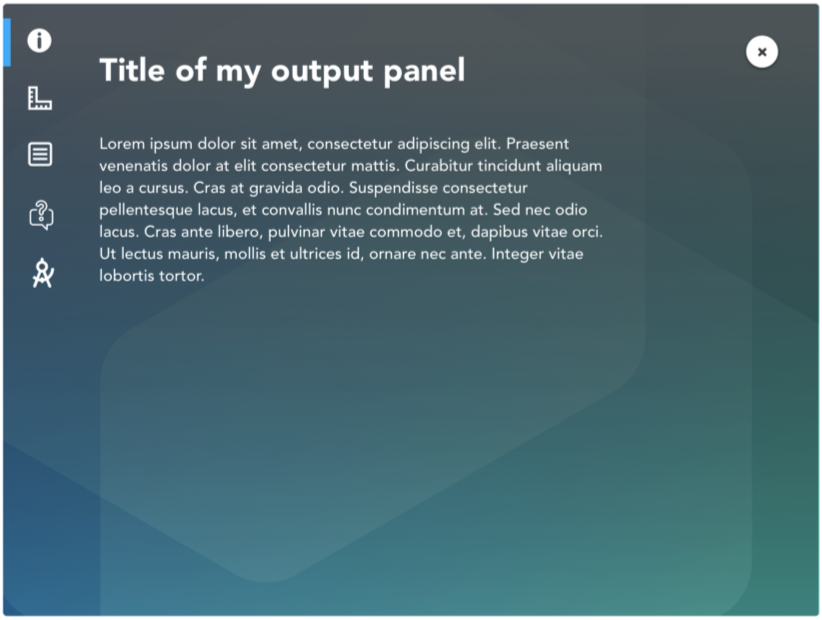 Title of my output panel
Lorem ipsum dolor sit amet, consectetur adipiscing elit. Praesent
venenatis dolor at elit consectetur mattis. Curabitur tincidunt aliquam
leo a cursus. Cras at gravida odio. Suspendisse consectetur
pellentesque lacus, et convallis nunc condimentum at. Sed nec odio
lacus. Cras ante libero, pulvinar vitae commodo et, dapibus vitae orci.
Ut lectus mauris, mollis et ultrices id, ornare nec ante. Integer vitae
lobortis tortor.